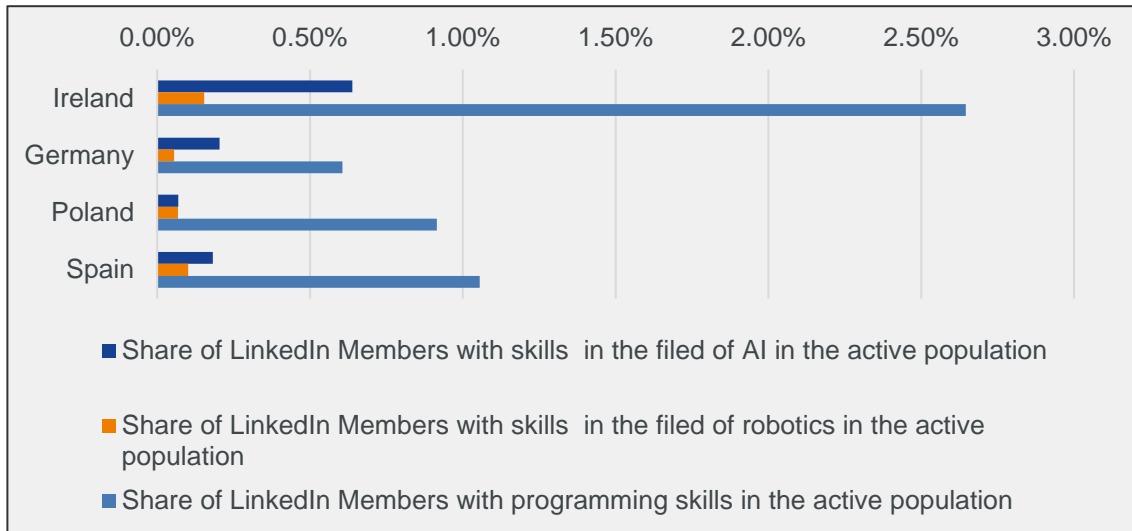 0.00% 0.50% 1.00% 1.50% 2.00% 2.50% 3.00%
Ireland
Germany
Poland
Spain
Share of LinkedIn Members with skills  in the filed of AI in the active population
Share of LinkedIn Members with skills  in the filed of robotics in the active
population
Share of LinkedIn Members with programming skills in the active population